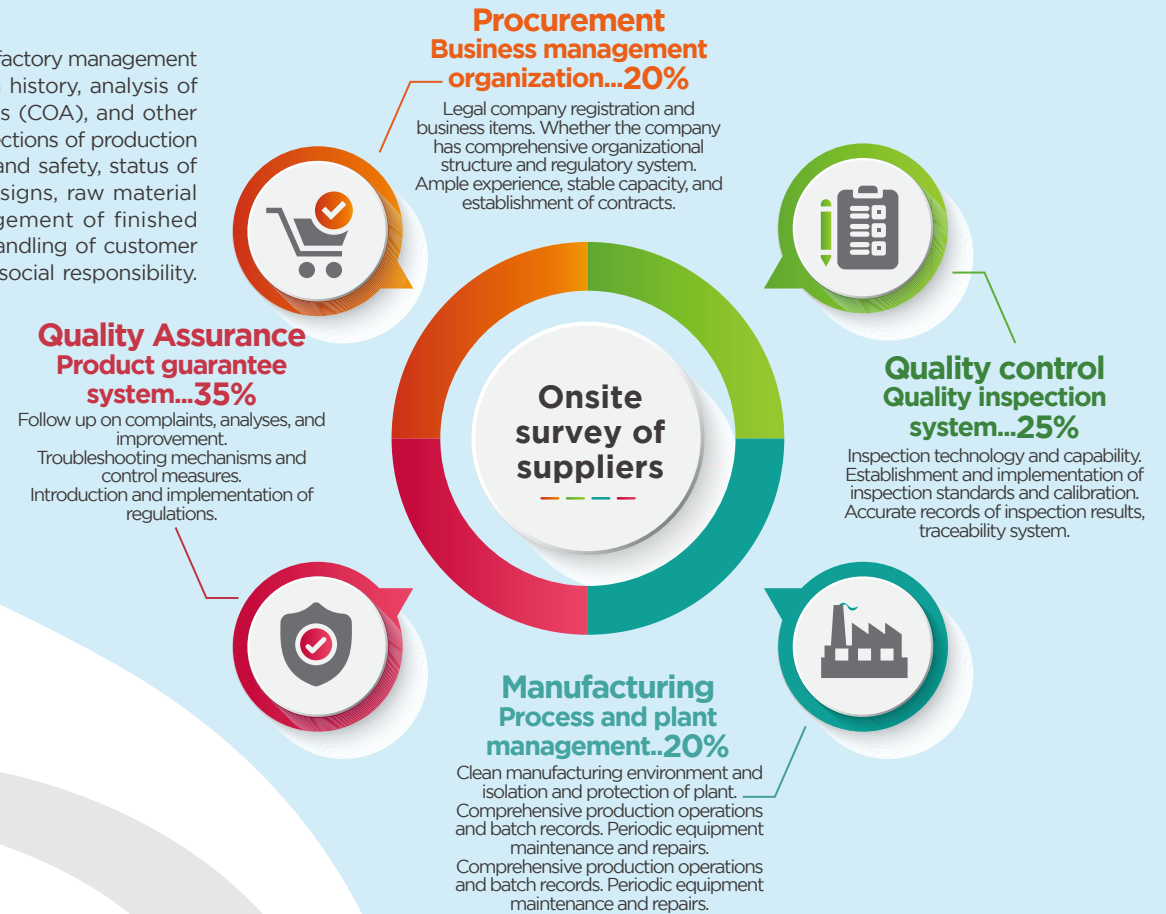 factory management
history, analysis of
(COA), and other
of production
and safety, status of
raw material
of finished
of customer
social responsibility.
Procurement
Business management
organization...20%
Legal company registration and
business items. Whether the company
has comprehensive organizational
structure and regulatory system.
Ample experience, stable capacity, and
establishment of contracts.
Quality Assurance
Product guarantee
system...35%
Follow up on complaints, analyses, and
improvement.
Troubleshooting mechanisms and
control measures.
Introduction and implementation of
regulations.
Onsite
survey of
suppliers
Quality control
Quality inspection
system...25%
Inspection technology and capability.
Establishment and implementation of
inspection standards and calibration.
Accurate records of inspection results,
traceability system.
Manufacturing
Process and plant
management..20%
Clean manufacturing environment and
isolation and protection of plant.
Comprehensive production operations
and batch records. Periodic equipment
maintenance and repairs.
Comprehensive production operations
and batch records. Periodic equipment
maintenance and repairs.